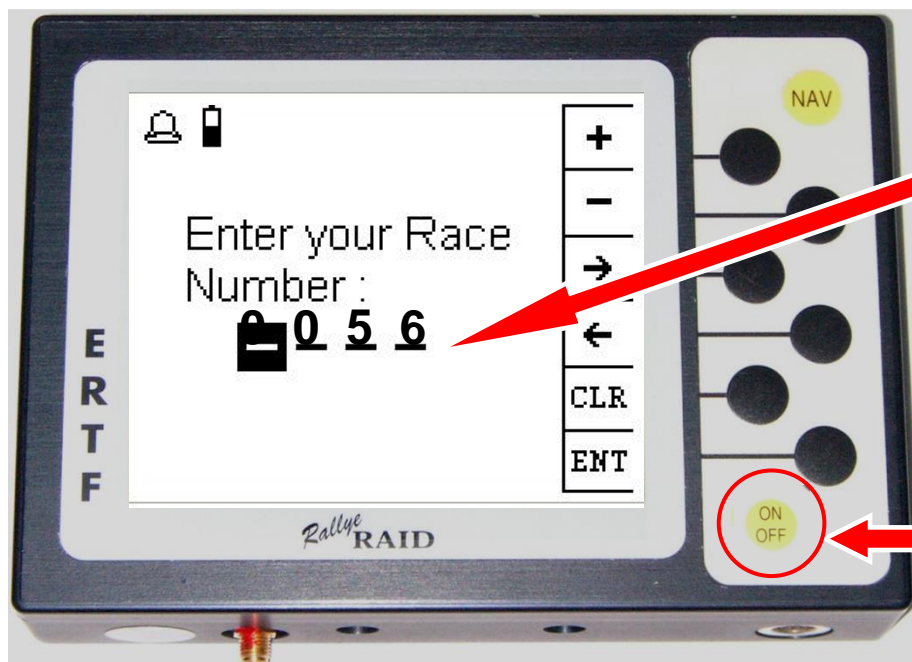 NAV
+
−
Enter your Race
Number :
→
0 0 5 6
←
CLR
ENT
E
R
T
F
ON
OFF
Rallye RAID